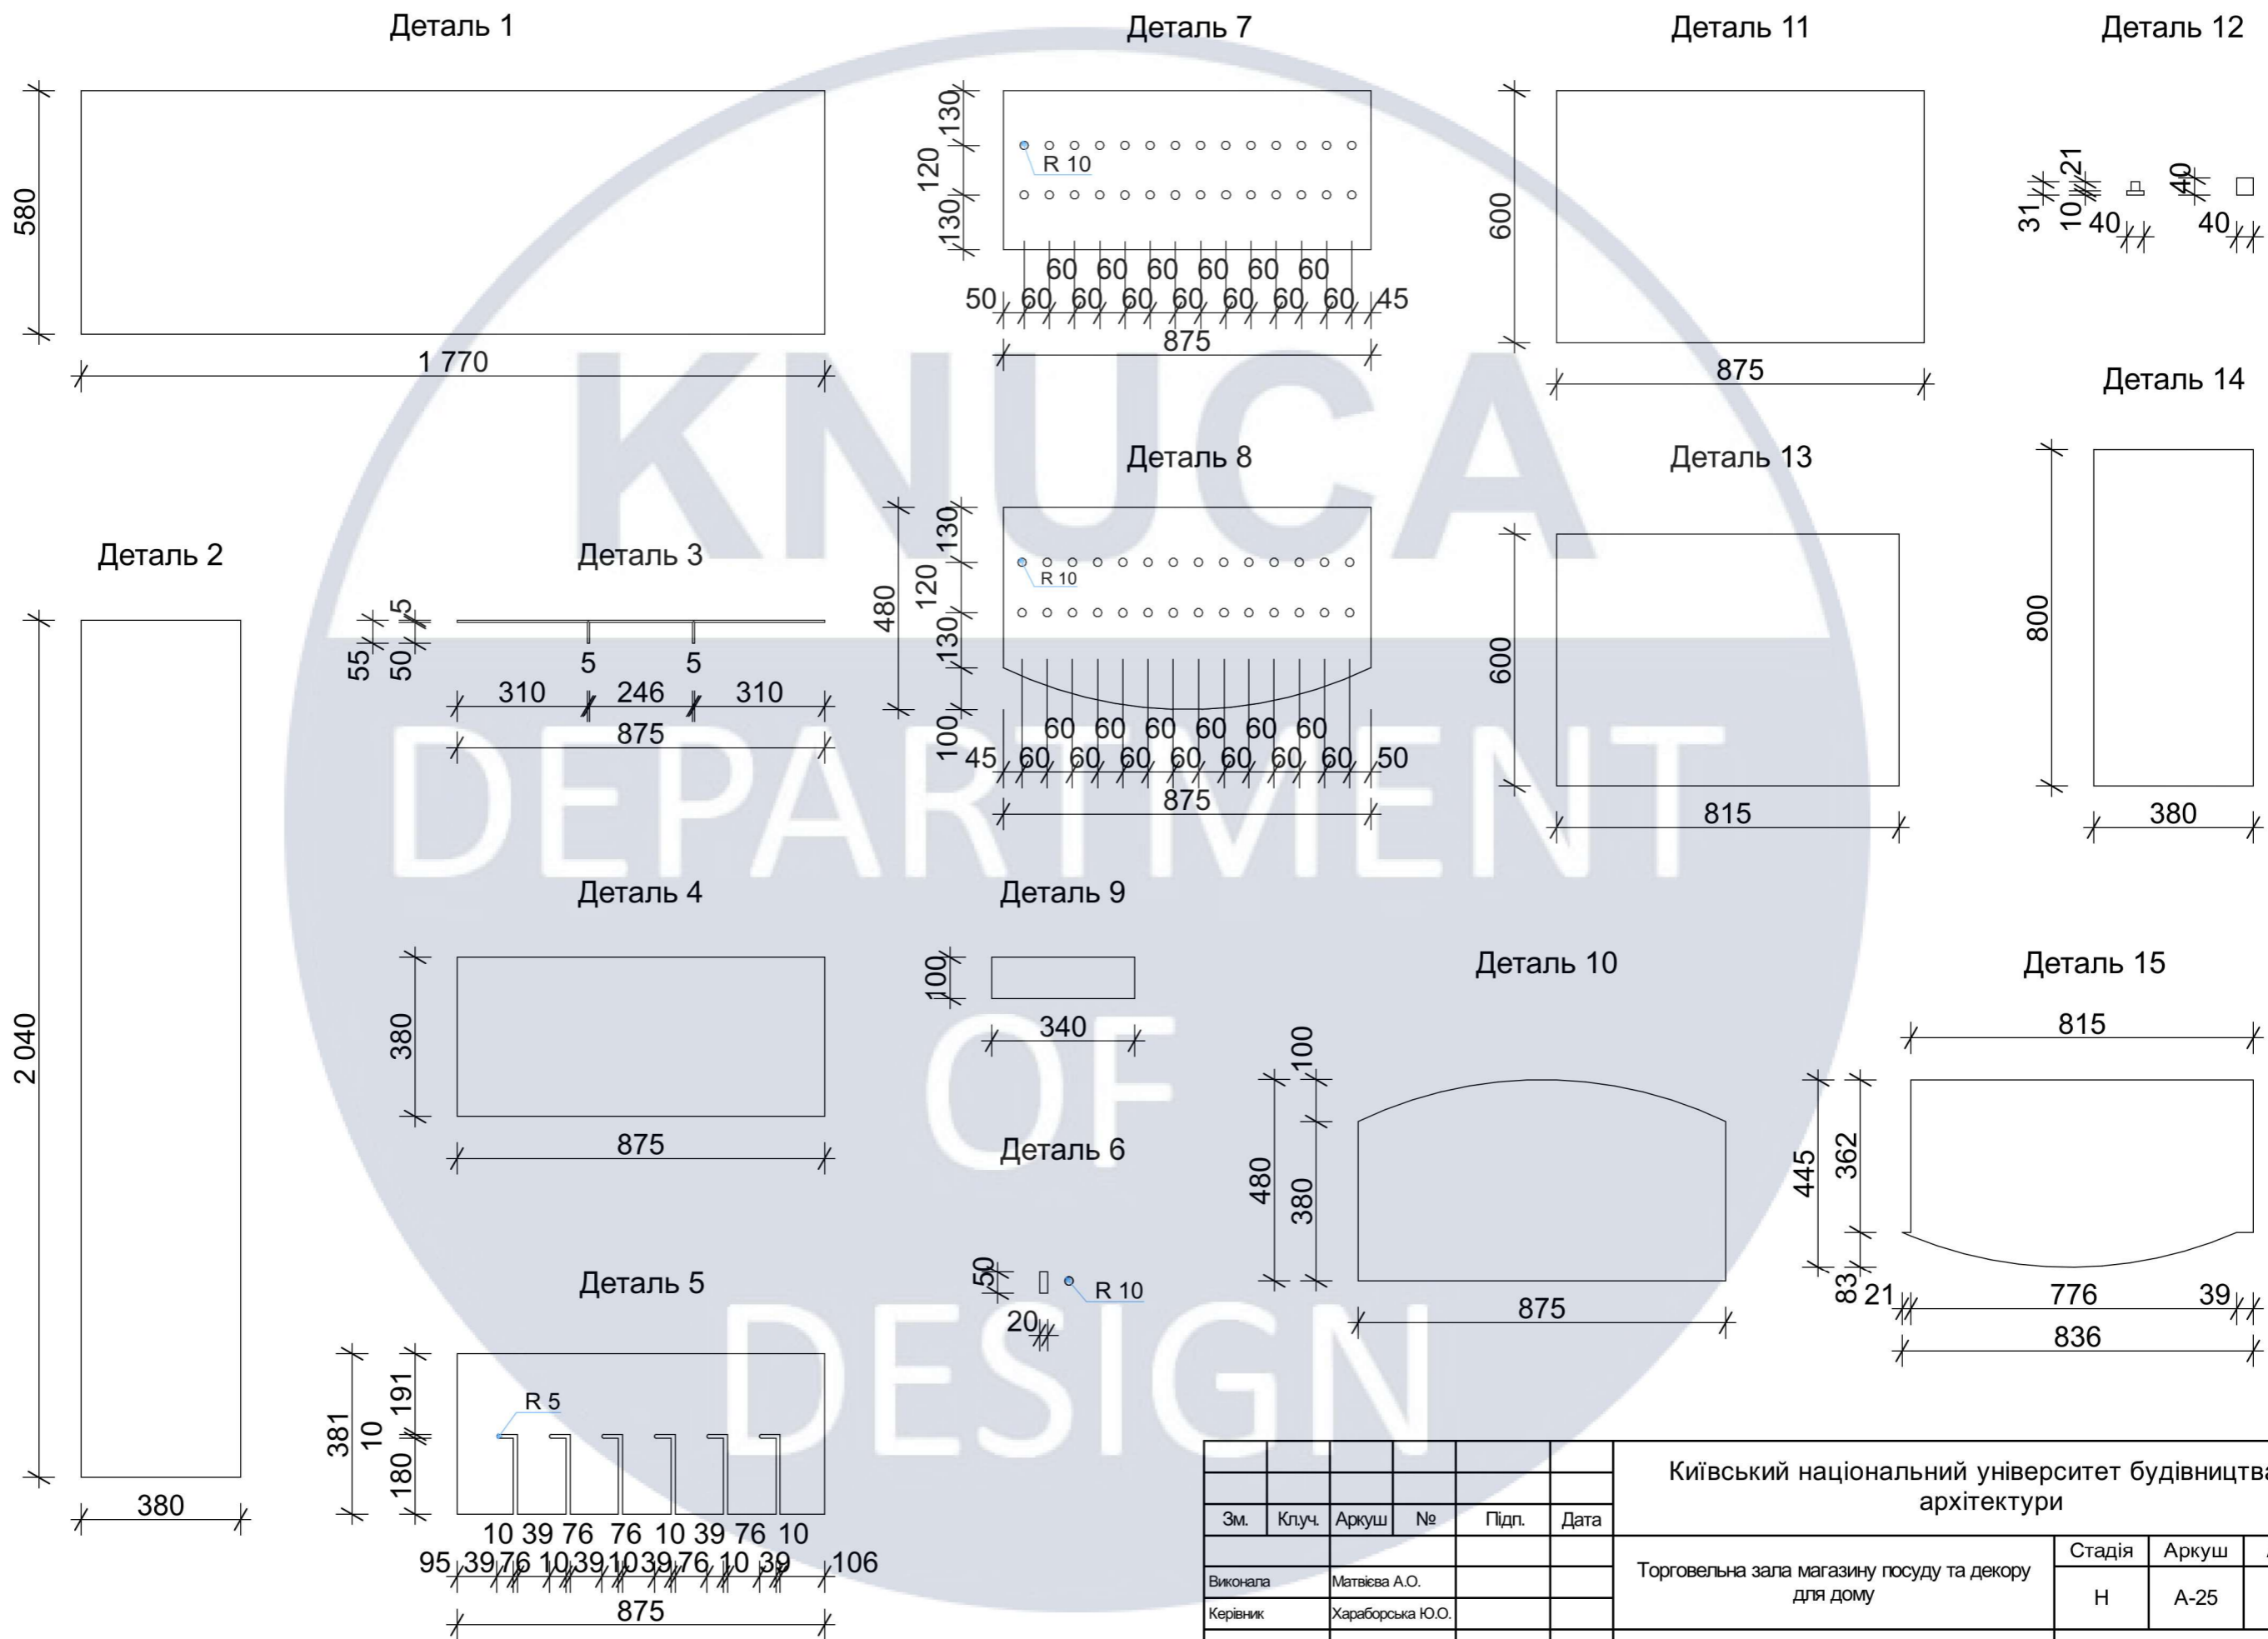 Деталь 1
580
1 770
Деталь 7
130
120
130
R 10
60 60 60 60 60 60
50 60 60 60 60 60 60 60 45
875
Деталь 11
600
875
Деталь 12
31
10
21
40
40
40
Деталь 2
2 040
380
Деталь 3
55
50
5
5 5
310 246 310
875
Деталь 8
480
130
120
130
100
R 10
60 60 60 60 60 60
45 60 60 60 60 60 60 60 50
875
Деталь 13
600
815
Деталь 14
800
380
Деталь 4
380
875
Деталь 9
100
340
Деталь 10
480
100
380
875
Деталь 15
815
445
362
83
21 776 39
836
Деталь 5
381
191
10
180
R 5
10 39 76 76 10 39 76 10
95 39 76 10 39 10 39 76 10 39 106
875
Деталь 6
50
R 10
20
KNUCA
DEPARTMENT
OF
DESIGN
Київський національний університет будівництва
архітектури
Зм. Кл.уч. Аркуш № Підп. Дата
Торговельна зала магазину посуду та декору
для дому
Стадія Аркуш
Н А-25
Виконала Матвієва А.О.
Керівник Хараборська Ю.О.